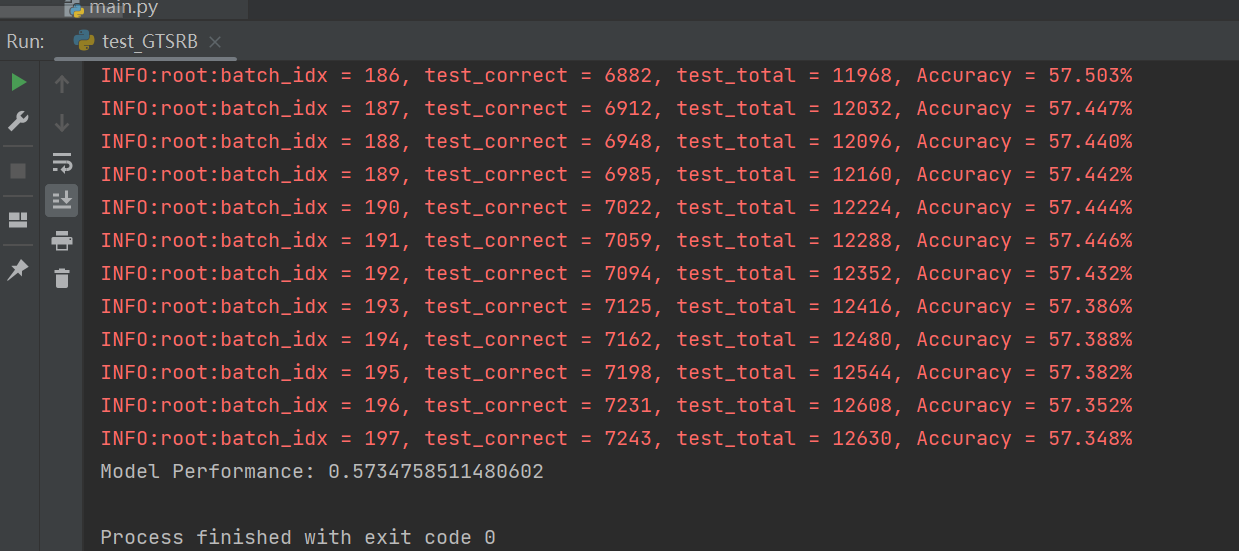 main.py
Run: test_GTSRB
INFO:root:batch_idx = 186, test_correct = 6882, test_total = 11968, Accuracy = 57.503%
INFO:root:batch_idx = 187, test_correct = 6912, test_total = 12032, Accuracy = 57.447%
INFO:root:batch_idx = 188, test_correct = 6948, test_total = 12096, Accuracy = 57.440%
INFO:root:batch_idx = 189, test_correct = 6985, test_total = 12160, Accuracy = 57.442%
INFO:root:batch_idx = 190, test_correct = 7022, test_total = 12224, Accuracy = 57.444%
INFO:root:batch_idx = 191, test_correct = 7059, test_total = 12288, Accuracy = 57.446%
INFO:root:batch_idx = 192, test_correct = 7094, test_total = 12352, Accuracy = 57.432%
INFO:root:batch_idx = 193, test_correct = 7125, test_total = 12416, Accuracy = 57.386%
INFO:root:batch_idx = 194, test_correct = 7162, test_total = 12480, Accuracy = 57.388%
INFO:root:batch_idx = 195, test_correct = 7198, test_total = 12544, Accuracy = 57.382%
INFO:root:batch_idx = 196, test_correct = 7231, test_total = 12608, Accuracy = 57.352%
INFO:root:batch_idx = 197, test_correct = 7243, test_total = 12630, Accuracy = 57.348%
Model Performance: 0.5734758511480602
Process finished with exit code 0